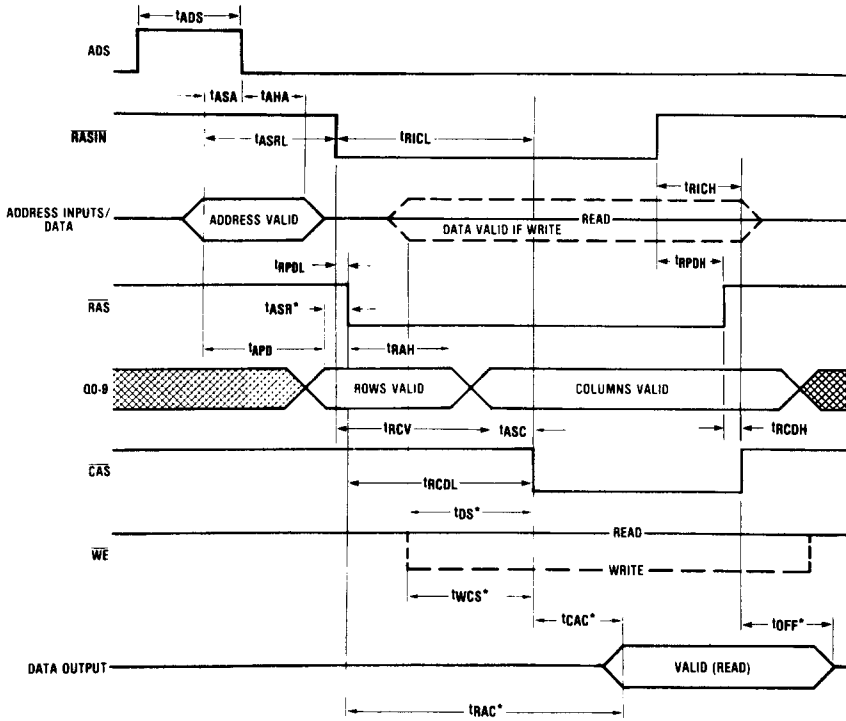 tADS
ADS
tASA tAHA
RASIN
tASRL tRICL
tRICH
ADDRESS INPUTS/
DATA
ADDRESS VALID
READ
DATA VALID IF WRITE
tRPDL
tRPDH
RAS
tASR*
tAPD tRAH
Q0-9
ROWS VALID COLUMNS VALID
tRCV tASC tRCDH
CAS
tRCDL
tDS*
READ
WE
WRITE
tWCS*
tCAC* tOFF*
DATA OUTPUT
VALID (READ)
tRAC*